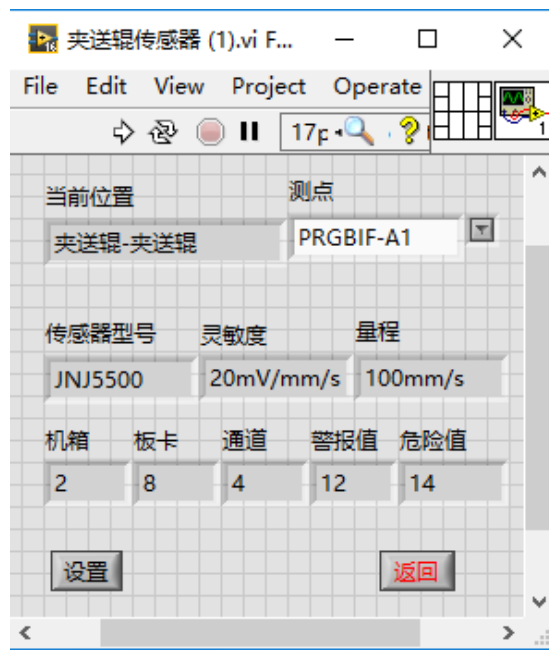 夹送辊传感器 (1).vi F...
File Edit View Project Operate
17p
1
当前位置 测点
夹送辊-夹送辊 PRGBIF-A1
传感器型号 灵敏度 量程
JNJ5500 20mV/mm/s 100mm/s
机箱 板卡 通道 警报值 危险值
2 8 4 12 14
设置 返回